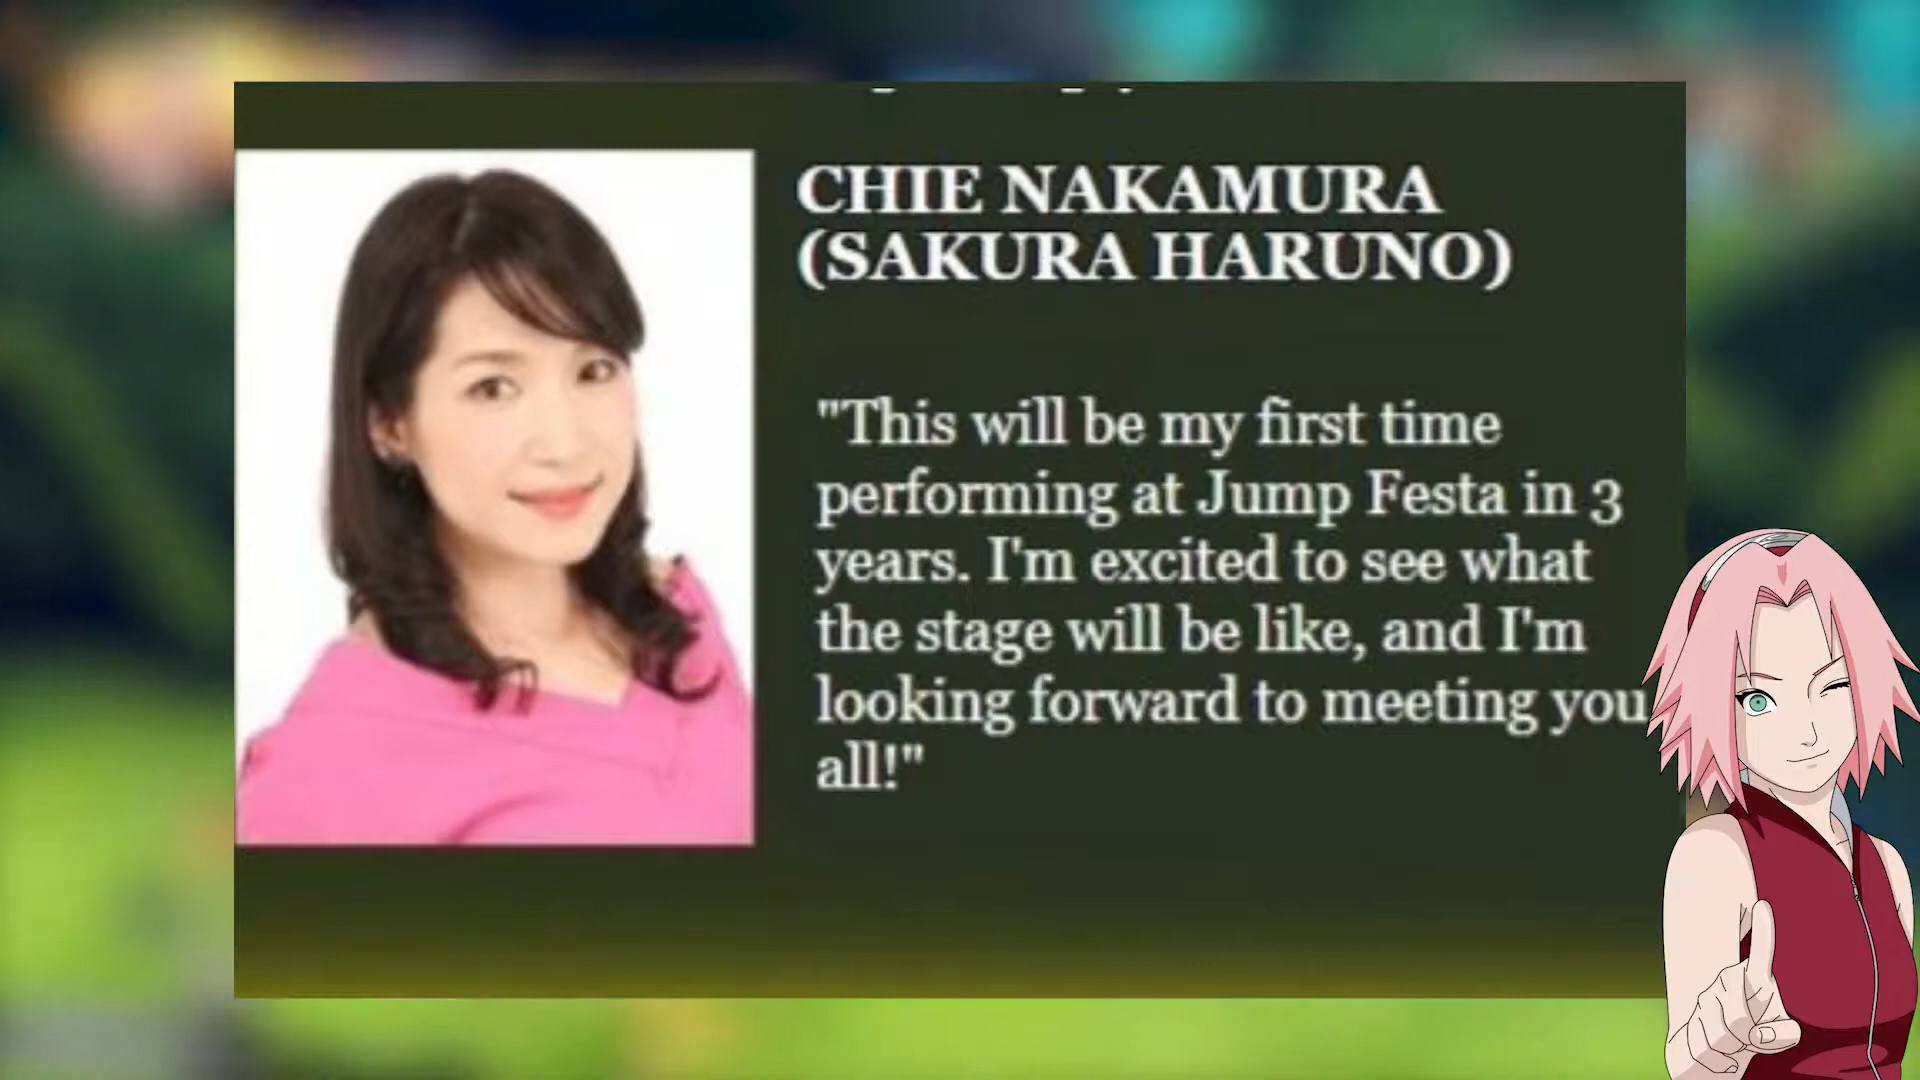 CHIE NAKAMURA
(SAKURA HARUNO)
"This will be my first time
performing at Jump Festa in 3
years. I'm excited to see what
the stage will be like, and I'm
looking forward to meeting you
all!"